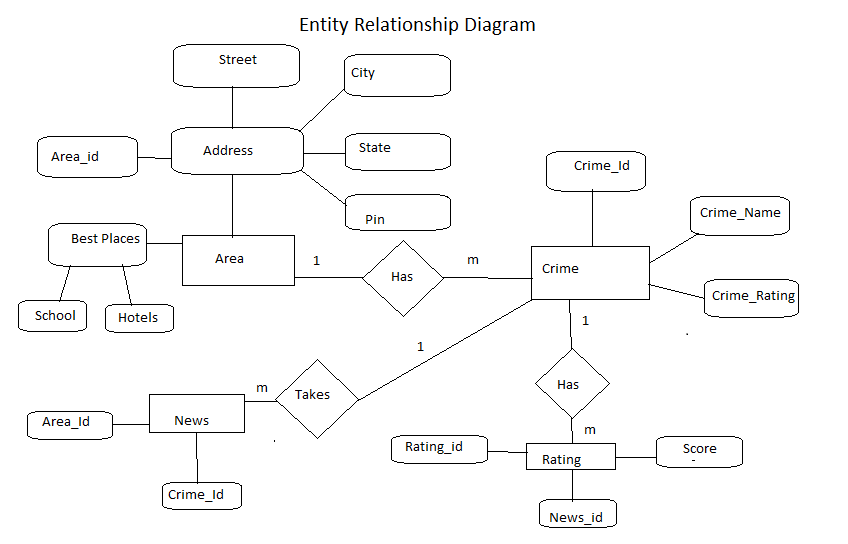 Entity Relationship Diagram
Street
City
Area_id
Address
State
Crime_Id
Pin
Crime_Name
Best Places
Area
1
Has
m
Crime
Crime_Rating
School
Hotels
1
1
m
Takes
Has
Area_Id
News
m
Rating_id
Rating
Score
Crime_Id
News_id